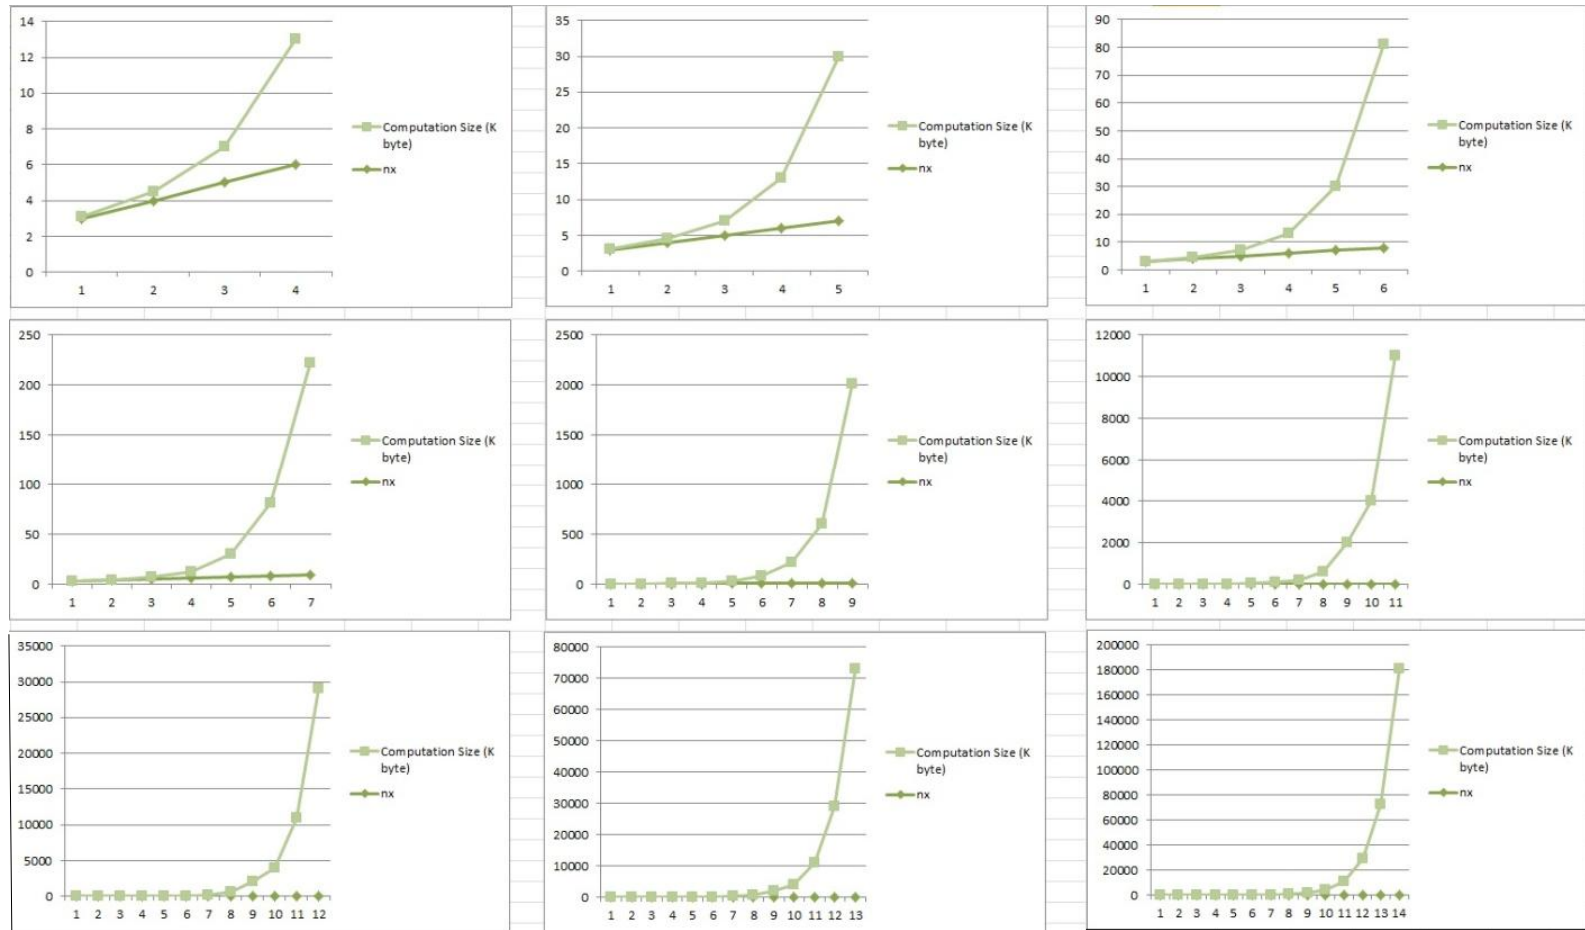 14
12
10
8
6
4
2
0
1 2 3 4
Computation Size (K
byte)
nx
35
30
25
20
15
10
5
0
1 2 3 4 5
Computation Size (K
byte)
nx
90
80
70
60
50
40
30
20
10
0
1 2 3 4 5 6
Computation Size (K
byte)
nx
250
200
150
100
50
0
1 2 3 4 5 6 7
Computation Size (K
byte)
nx
2500
2000
1500
1000
500
0
1 2 3 4 5 6 7 8 9
Computation Size (K
byte)
nx
12000
10000
8000
6000
4000
2000
0
1 2 3 4 5 6 7 8 9 10 11
Computation Size (K
byte)
nx
35000
30000
25000
20000
15000
10000
5000
0
1 2 3 4 5 6 7 8 9 10 11 12
Computation Size (K
byte)
nx
80000
70000
60000
50000
40000
30000
20000
10000
0
1 2 3 4 5 6 7 8 9 10 11 12 13
Computation Size (K
byte)
nx
200000
180000
160000
140000
120000
100000
80000
60000
40000
20000
0
1 2 3 4 5 6 7 8 9 10 11 12 13 14
Computation Size (K
byte)
nx